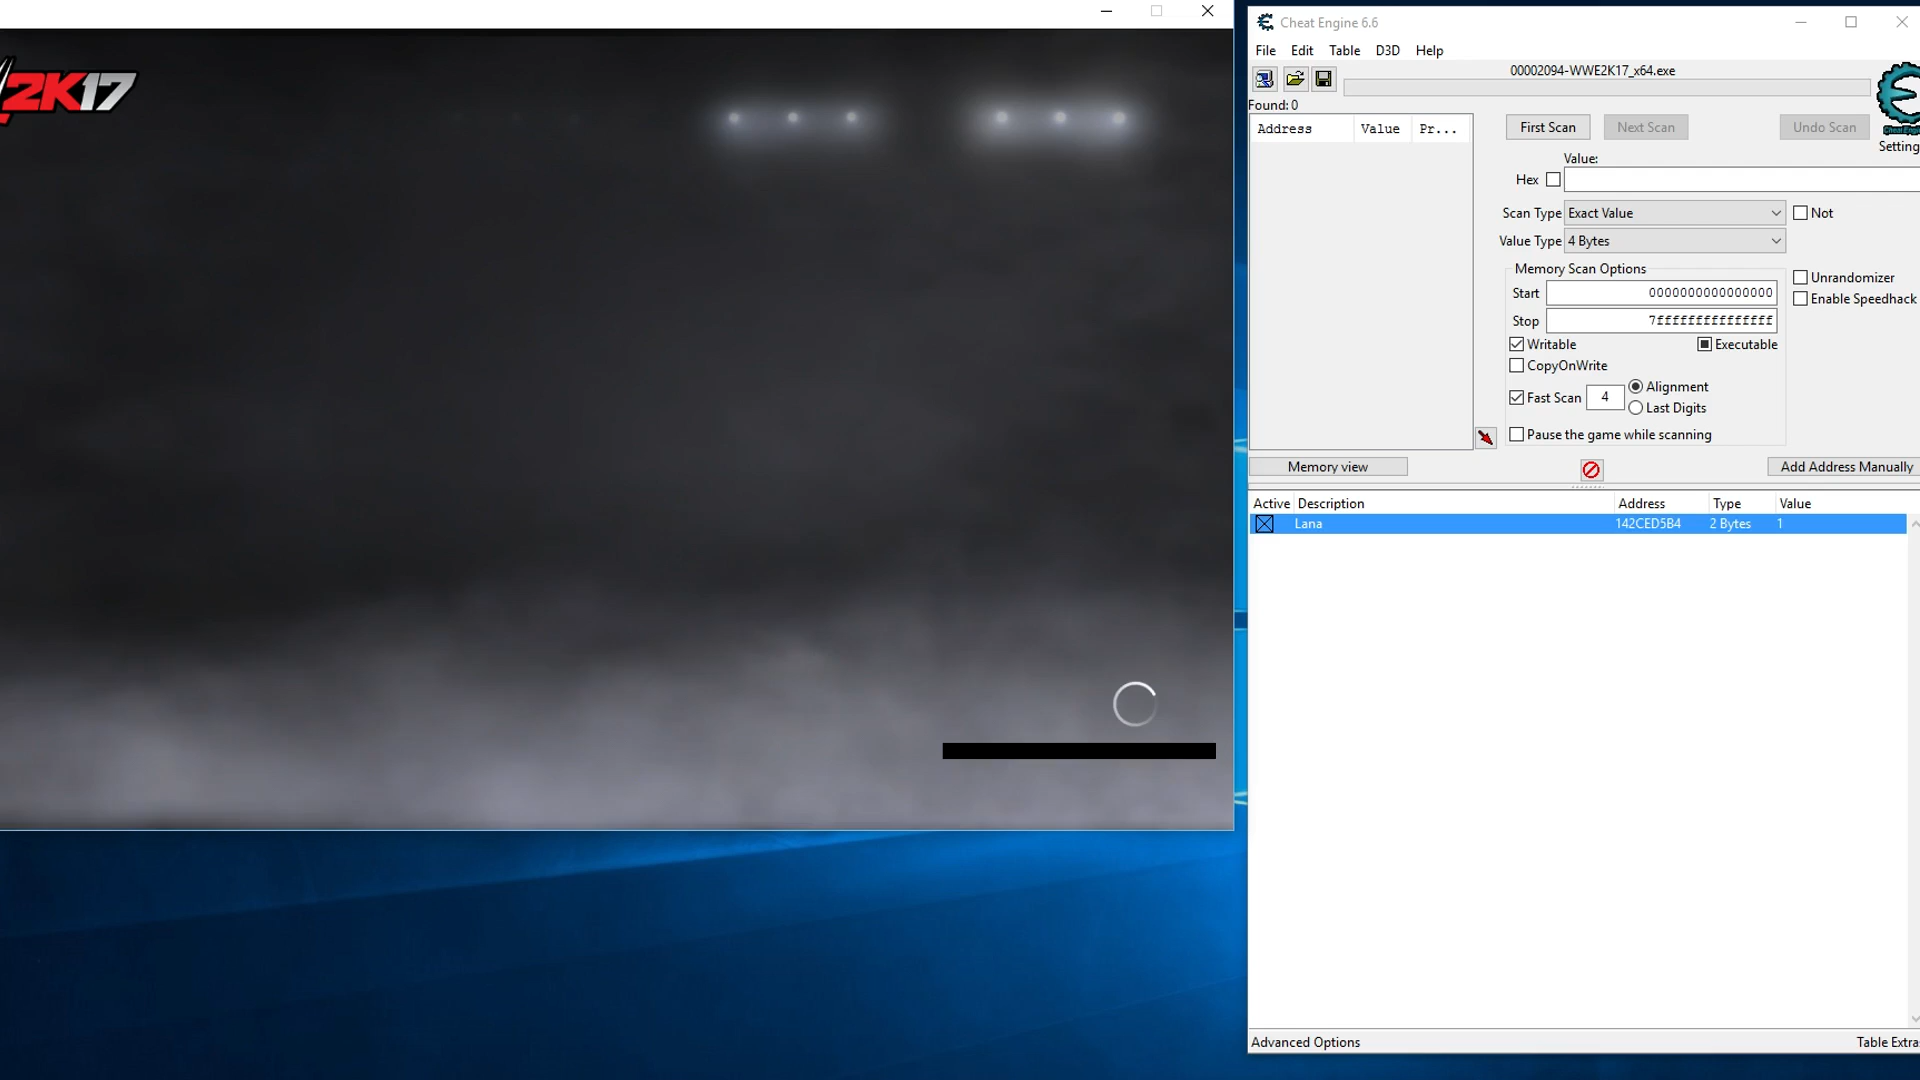 2K17
Cheat Engine 6.6
File Edit Table D3D Help
00002094-WWE2K17_x64.exe
Found: 0
Address Value Pr...
First Scan Next Scan Undo Scan
Cheat Engi
Setting
Value:
Hex
Scan Type Exact Value Not
Value Type 4 Bytes
Memory Scan Options
Unrandomizer
Start 0000000000000000
Enable Speedhack
Stop 7fffffffffffffff
Writable Executable
CopyOnWrite
Fast Scan 4 Alignment
Last Digits
Pause the game while scanning
Memory view Add Address Manually
Active Description Address Type Value
Lana 142CED5B4 2 Bytes 1
Advanced Options Table Extra